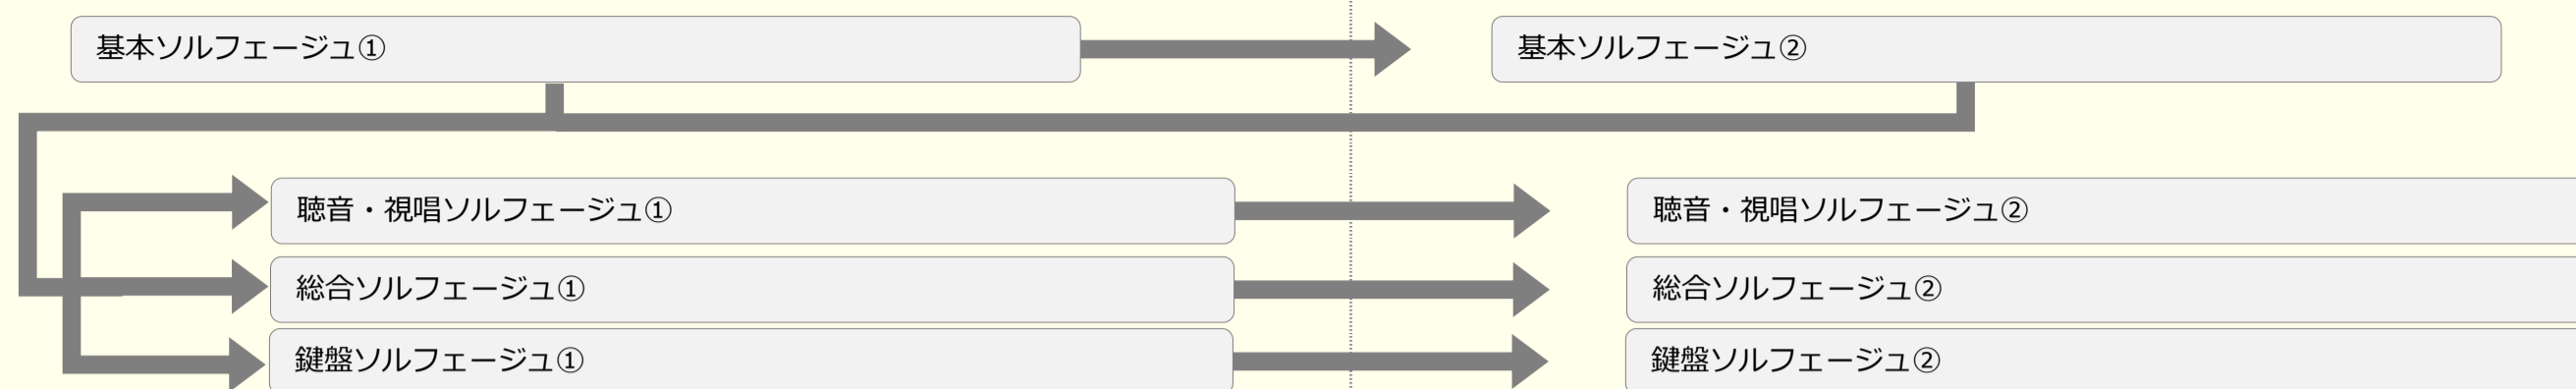 基本ソルフェージュ①
基本ソルフェージュ②
聴音・視唱ソルフェージュ①
聴音・視唱ソルフェージュ②
総合ソルフェージュ①
総合ソルフェージュ②
鍵盤ソルフェージュ①
鍵盤ソルフェージュ②